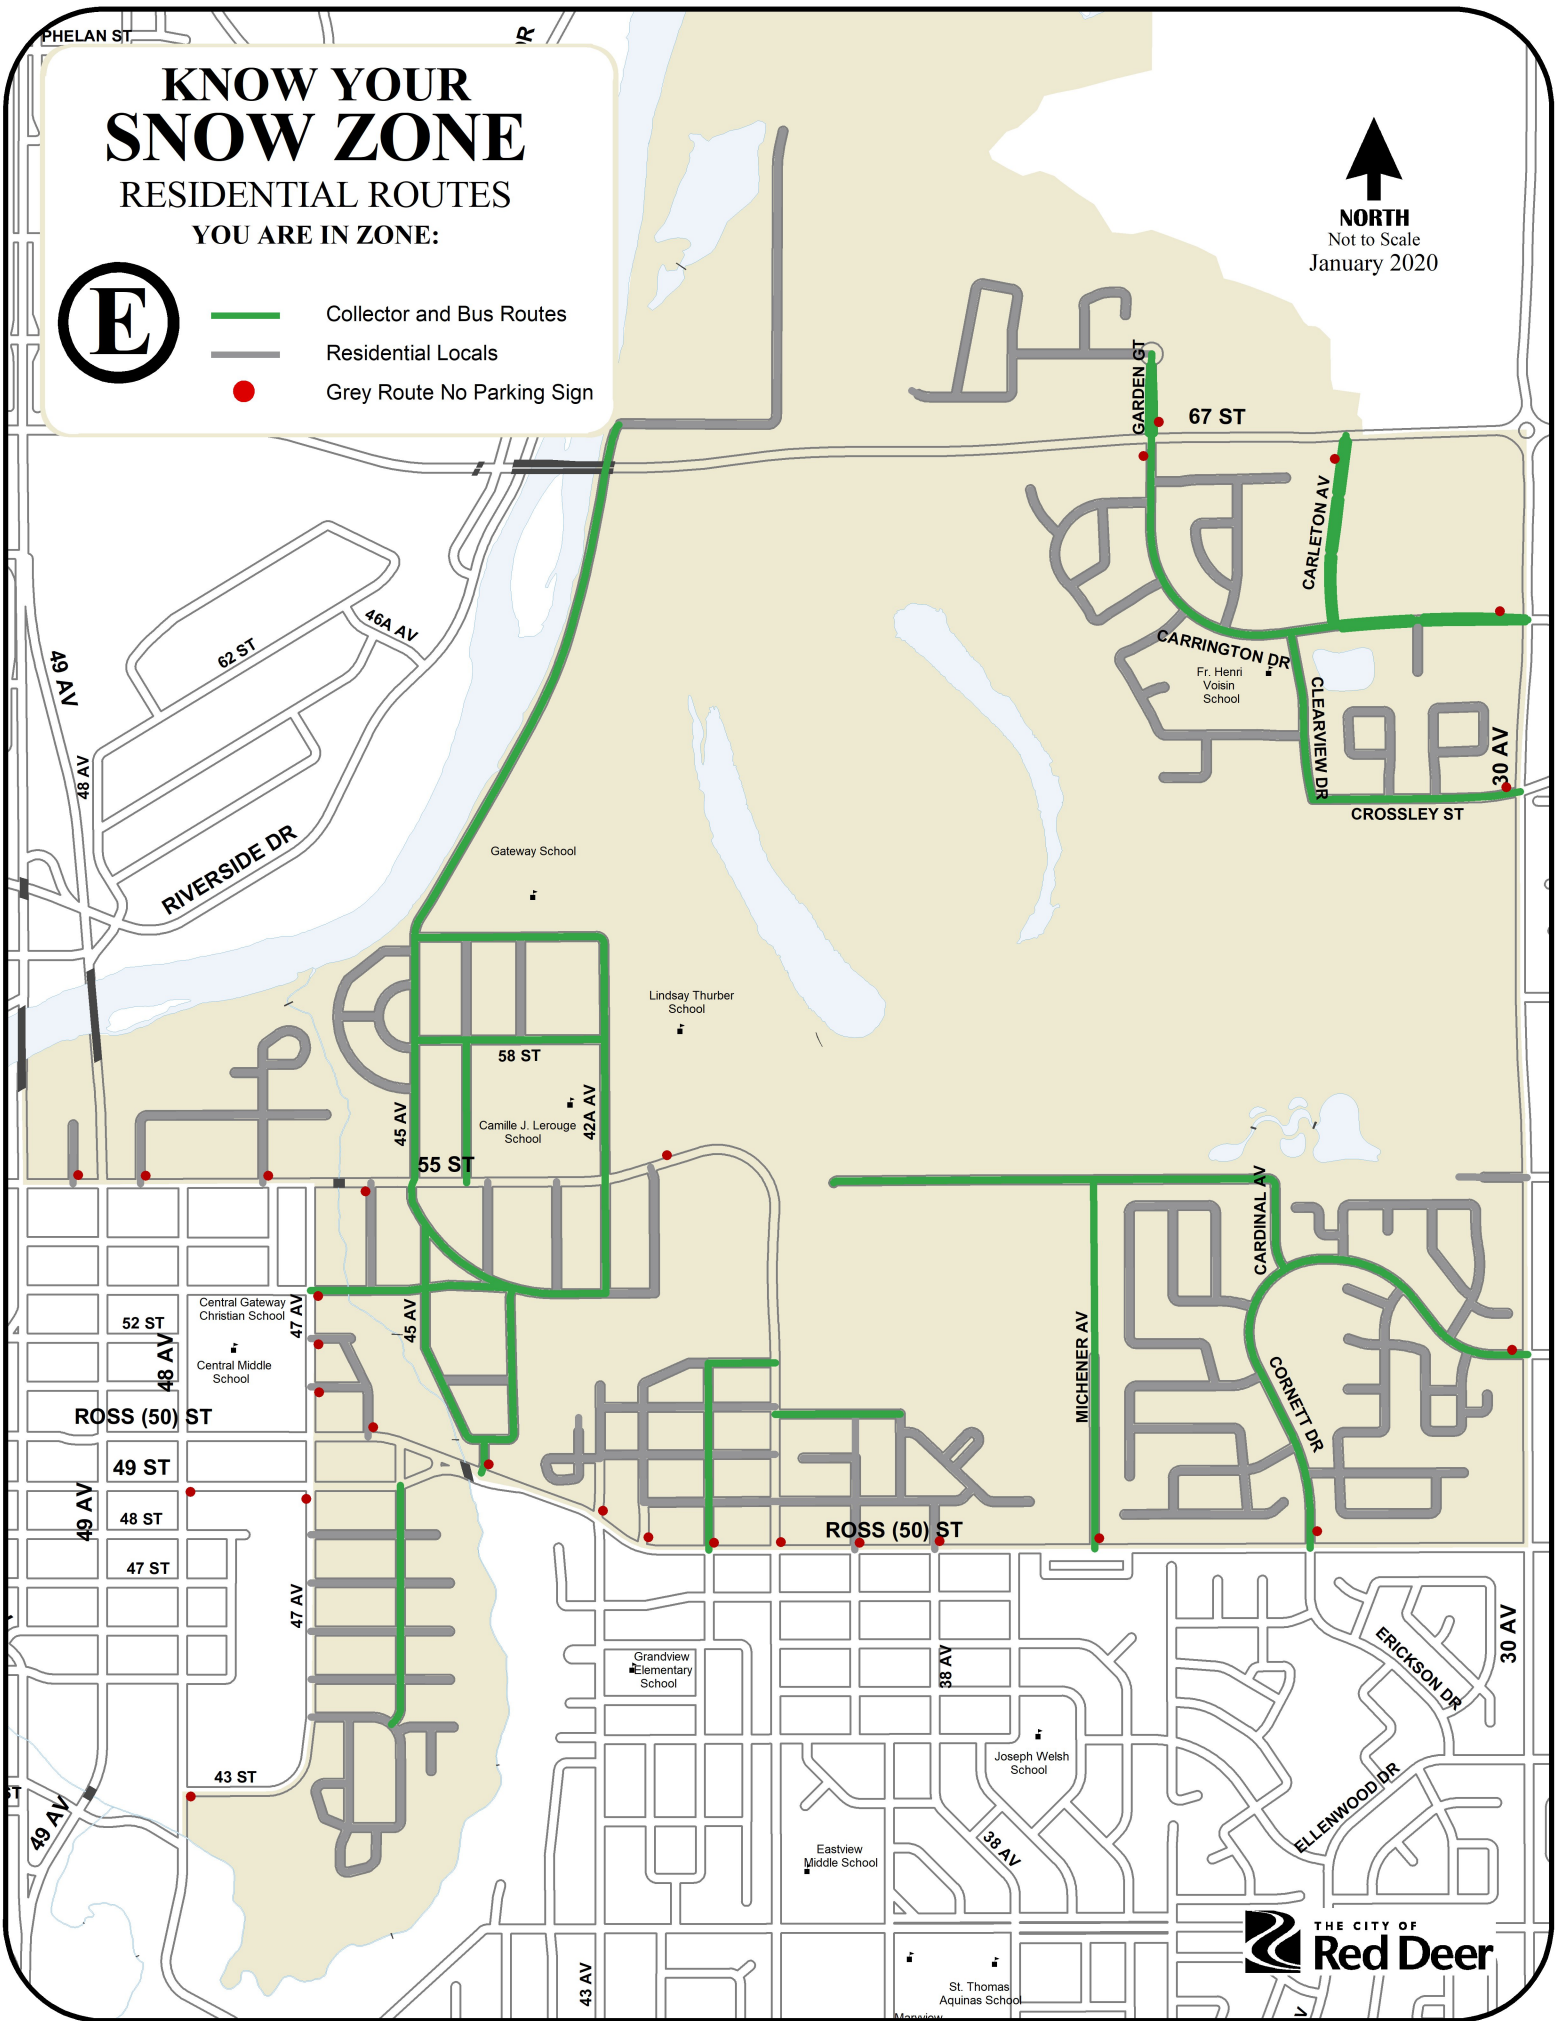 PHELAN ST
DR
KNOW YOUR
SNOW ZONE
RESIDENTIAL ROUTES
YOU ARE IN ZONE:
E
Collector and Bus Routes
Residential Locals
Grey Route No Parking Sign
NORTH
Not to Scale
January 2020
GARDEN GT
67 ST
CARLETON AV
CARRINGTON DR
Fr. Henri
Voisin
School
CLEARVIEW DR
30 AV
CROSSLEY ST
46A AV
62 ST
49 AV
48 AV
RIVERSIDE DR
Gateway School
Lindsay Thurber
School
58 ST
45 AV
42A AV
Camille J. Lerouge
School
55 ST
CARDINAL AV
Central Gateway
Christian School
47 AV
45 AV
52 ST
48 AV
Central Middle
School
MICHENER AV
CORNETT DR
ROSS (50) ST
49 ST
49 AV
48 ST
ROSS (50) ST
47 ST
47 AV
30 AV
ERICKSON DR
Grandview
Elementary
School
38 AV
Joseph Welsh
School
43 ST
ST
49 AV
ELLENWOOD DR
38 AV
Eastview
Middle School
THE CITY OF
Red Deer
43 AV
St. Thomas
Aquinas School
Maryview
V